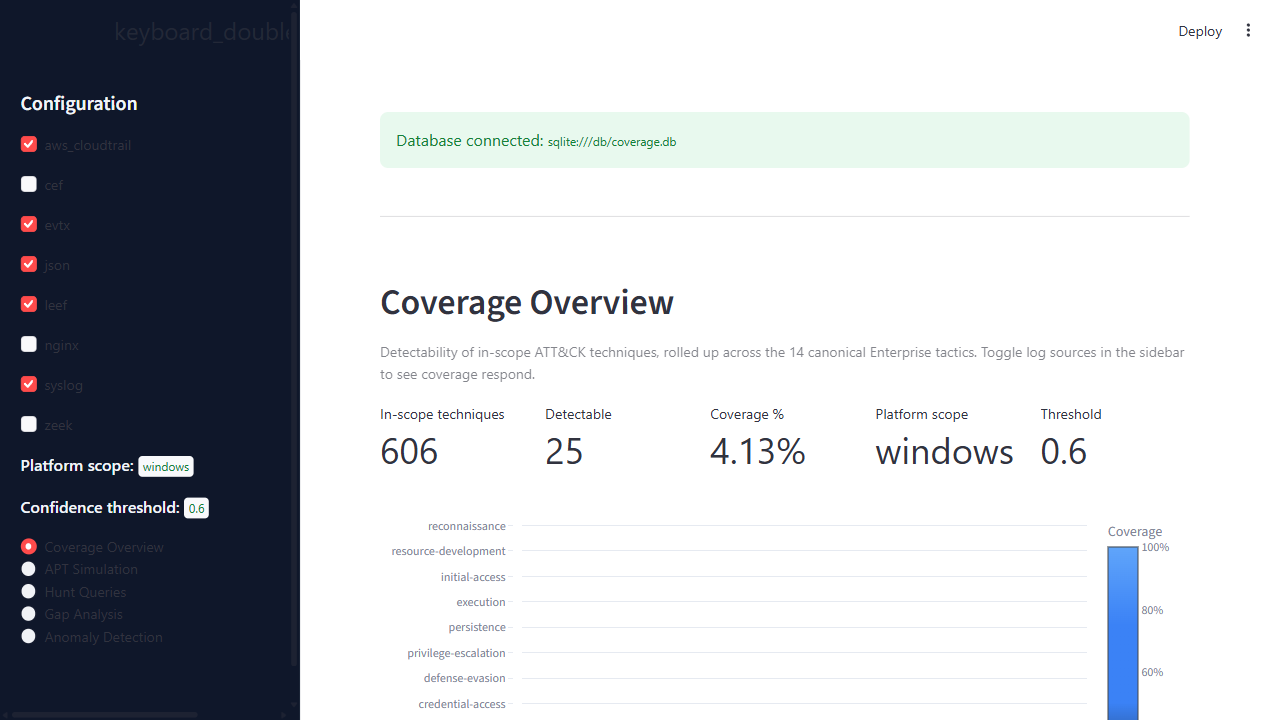 keyboard_double
Deploy
Configuration
aws_cloudtrail
cef
evtx
json
leef
nginx
syslog
zeek
Platform scope: windows
Confidence threshold: 0.6
Coverage Overview
APT Simulation
Hunt Queries
Gap Analysis
Anomaly Detection
Database connected: sqlite:///db/coverage.db
Coverage Overview
Detectability of in-scope ATT&CK techniques, rolled up across the 14 canonical Enterprise tactics. Toggle log sources in the sidebar
to see coverage respond.
In-scope techniques Detectable Coverage % Platform scope Threshold
606 25 4.13% windows 0.6
reconnaissance
resource-development
initial-access
execution
persistence
privilege-escalation
defense-evasion
credential-access
Coverage
100%
80%
60%